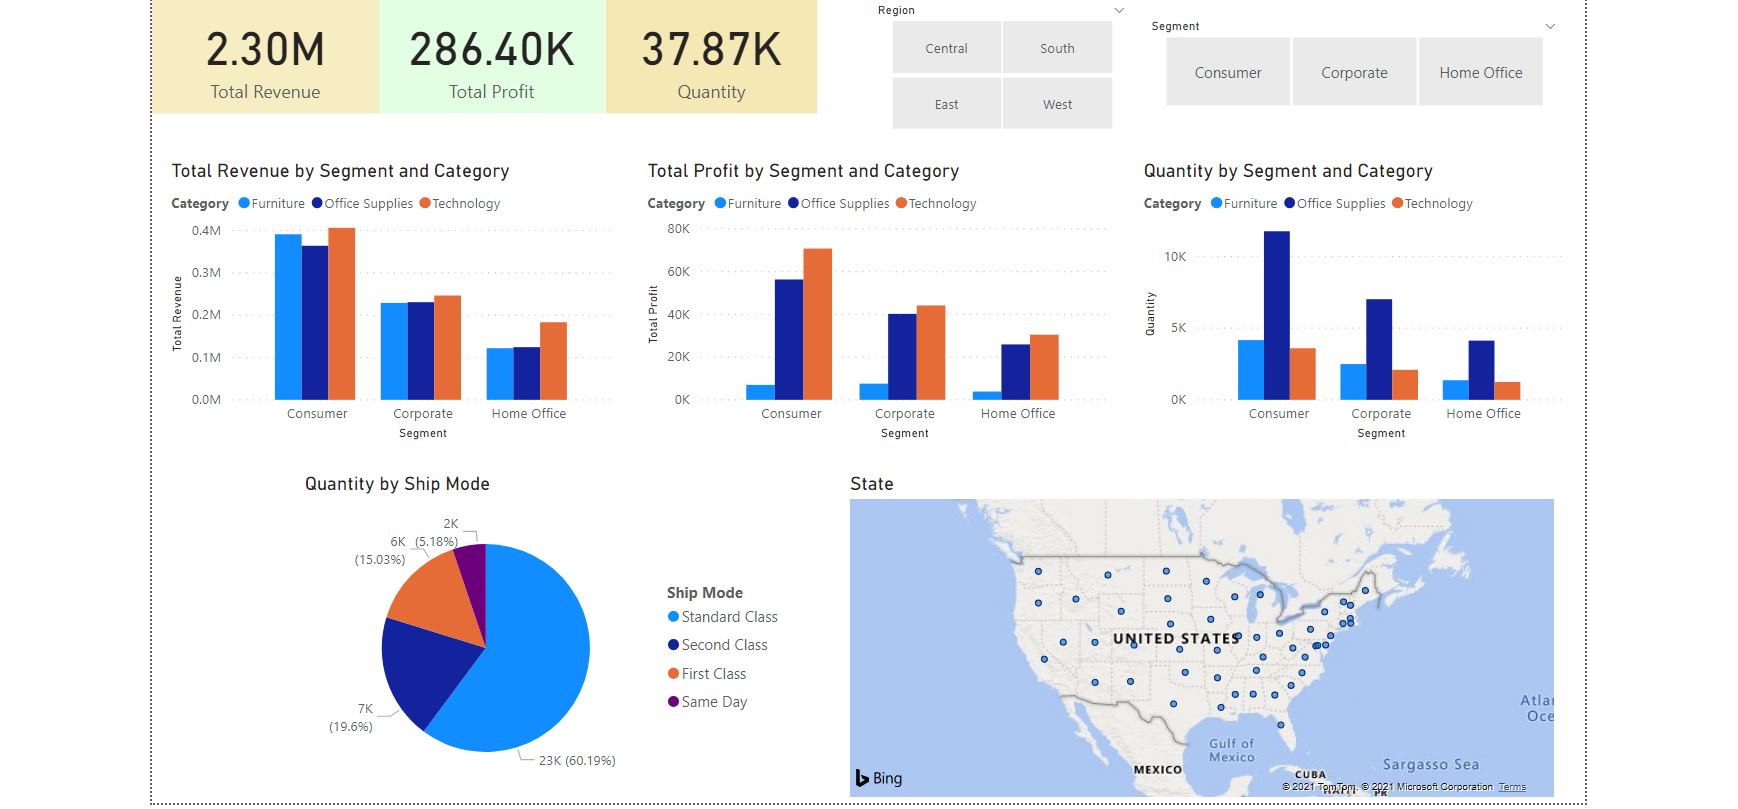 2.30M
Total Revenue
286.40K
Total Profit
37.87K
Quantity
Region
Central
South
East
West
Segment
Consumer
Corporate
Home Office
Total Revenue by Segment and Category
Category Furniture Office Supplies Technology
0.4M
0.3M
0.2M
0.1M
0.0M
Total Revenue
Consumer
Corporate
Home Office
Segment
Total Profit by Segment and Category
Category Furniture Office Supplies Technology
80K
60K
40K
20K
0K
Total Profit
Consumer
Corporate
Home Office
Segment
Quantity by Segment and Category
Category Furniture Office Supplies Technology
10K
5K
0K
Quantity
Consumer
Corporate
Home Office
Segment
Quantity by Ship Mode
2K
(5.18%)
6K
(15.03%)
7K
(19.6%)
23K (60.19%)
Ship Mode
Standard Class
Second Class
First Class
Same Day
State
UNITED STATES
Atlan
Oce
Gulf of
Mexico
Sargasso Sea
MEXICO
CUBA
HAITI
PR
Bing
© 2021 TomTom, © 2021 Microsoft Corporation Terms